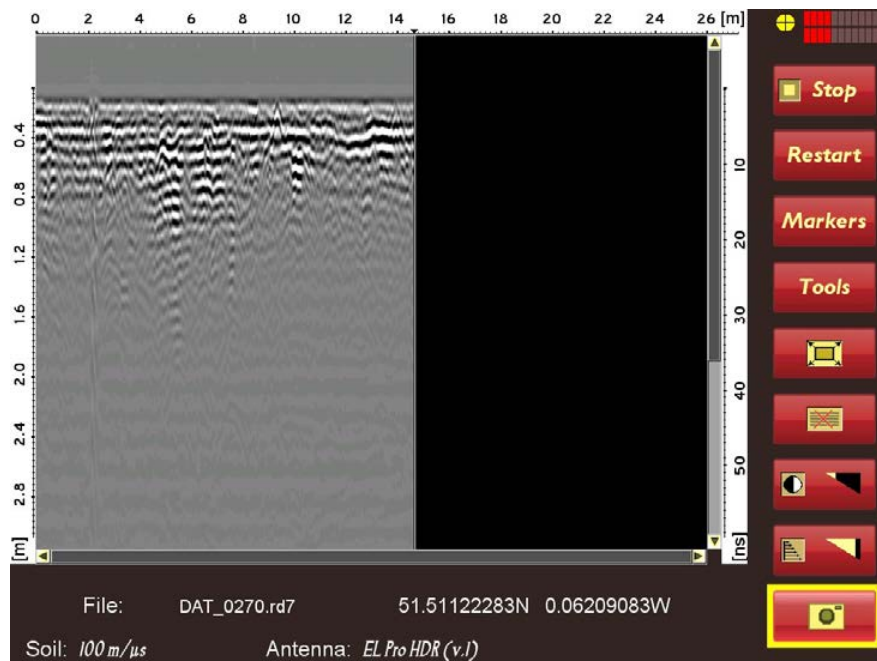 0 2 4 6 8 10 12 14 16 18 20 22 24 26 [m]
Stop
Restart
Markers
Tools
0.4
0.8
1.2
1.6
2.0
2.4
2.8
[m]
10
20
30
40
50
[ns]
File: DAT_0270.rd7 51.51122283N 0.06209083W
Soil: 100 m/µs Antenna: EL Pro HDR (v.1)